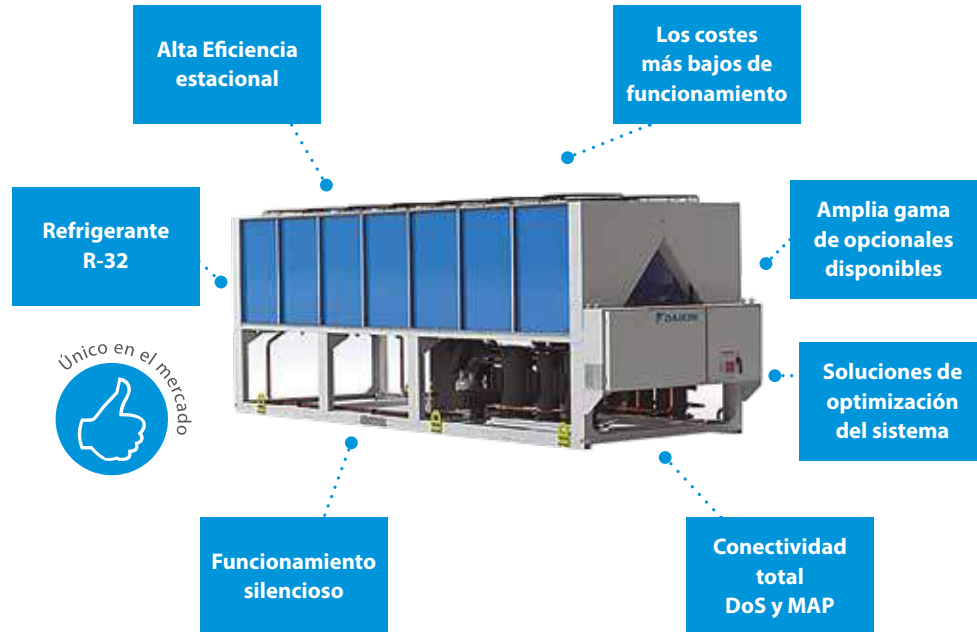 Alta Eficiencia
estacional
Los costes
más bajos de
funcionamiento
Refrigerante
R-32
Amplia gama
de opcionales
disponibles
DAIKIN
Único en el mercado
Soluciones de
optimización
del sistema
Funcionamiento
silencioso
Conectividad
total
DoS y MAP